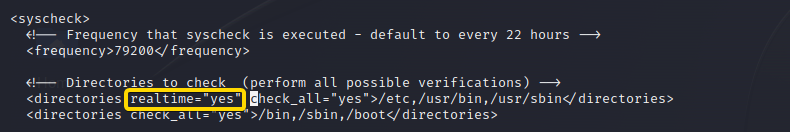 <syscheck>
<!-- Frequency that syscheck is executed - default to every 22 hours -->
<frequency>79200</frequency>
<!-- Directories to check  (perform all possible verifications) -->
<directories realtime="yes" check_all="yes">/etc,/usr/bin,/usr/sbin</directories>
<directories check_all="yes">/bin,/sbin,/boot</directories>